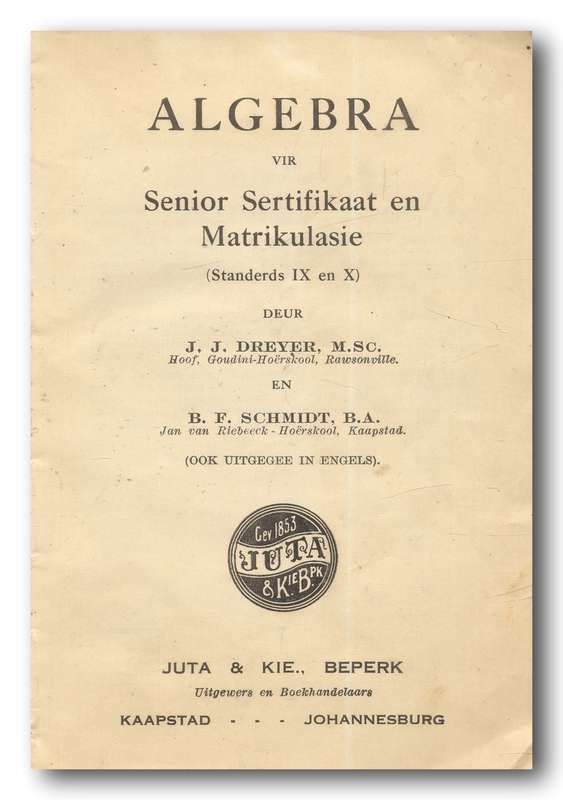 ALGEBRA
VIR
Senior Sertifikaat en
Matrikulasie
(Standerds IX en X)
DEUR
J. J. DREYER, M.SC.
Hoof, Goudini-Hoërskool, Rawsonville.
EN
B. F. SCHMIDT, B.A.
Jan van Riebeeck-Hoërskool, Kaapstad.
(OOK UITGEGEE IN ENGELS).
Gev 1853
JUTA
& KIE BPK
JUTA & KIE., BEPERK
Uitgewers en Boekhandelaars
KAAPSTAD - - - JOHANNESBURG